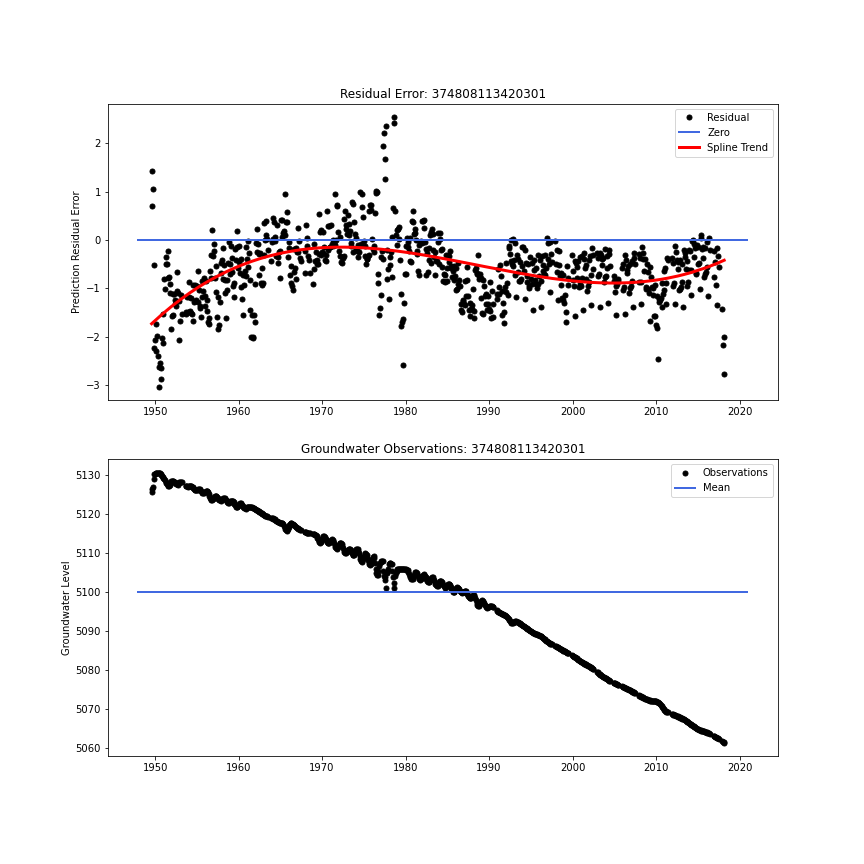 Residual Error: 374808113420301
Residual
Zero
Spline Trend
Prediction Residual Error
2
1
0
−1
−2
−3
1950 1960 1970 1980 1990 2000 2010 2020
Groundwater Observations: 374808113420301
Observations
Mean
Groundwater Level
5130
5120
5110
5100
5090
5080
5070
5060
1950 1960 1970 1980 1990 2000 2010 2020